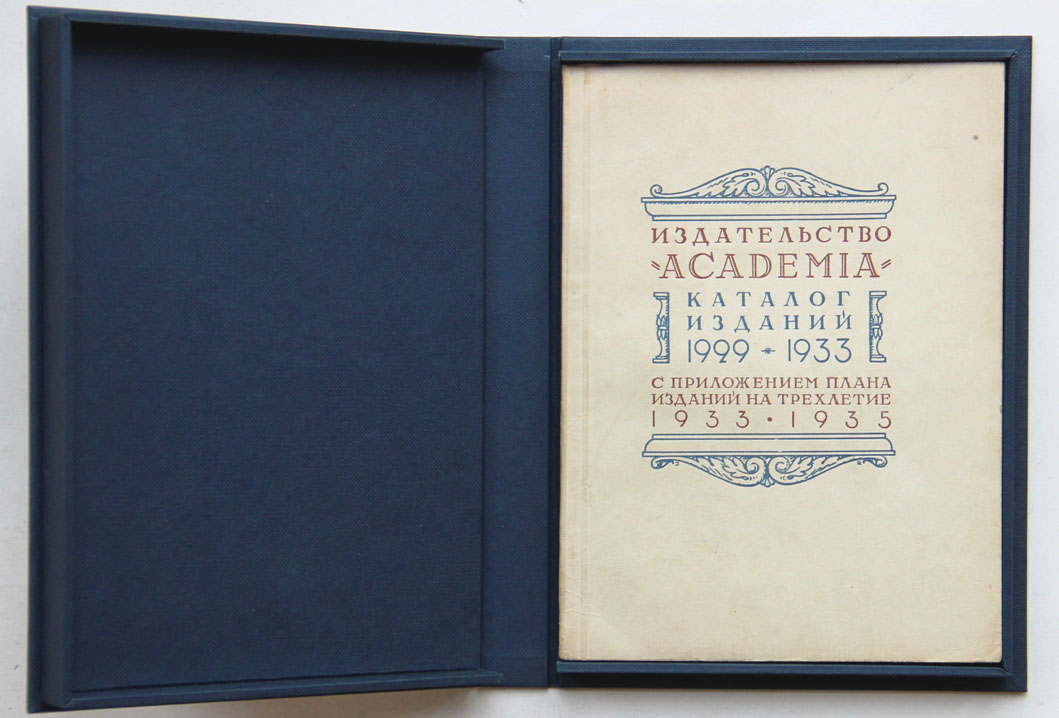 ИЗДАТЕЛЬСТВО
"ACADEMIA"
КАТАЛОГ
ИЗДАНИЙ
1929 * 1933
С ПРИЛОЖЕНИЕМ ПЛАНА
ИЗДАНИЙ НА ТРЕХЛЕТИЕ
1933 • 1935